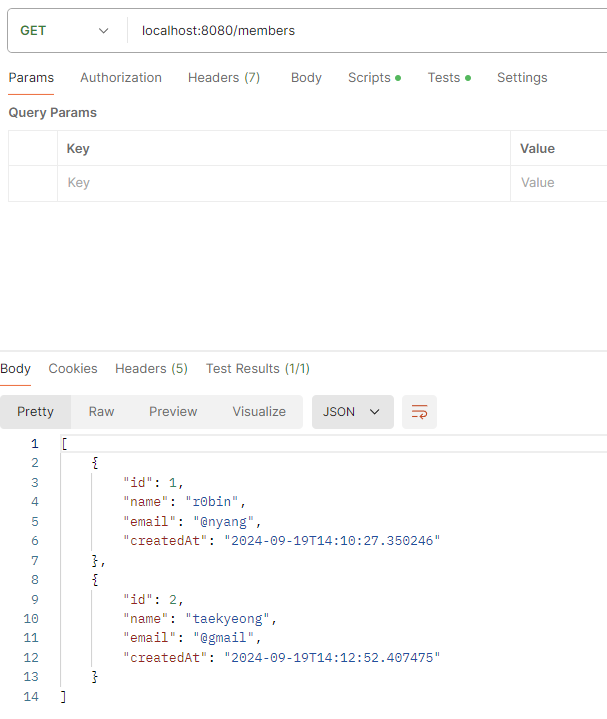 GET localhost:8080/members
Params Authorization Headers (7) Body Scripts Tests Settings
Query Params
Key Value
Key Value
Body Cookies Headers (5) Test Results (1/1)
Pretty Raw Preview Visualize JSON
1 [
2 {
3 "id": 1,
4 "name": "r0bin",
5 "email": "@nyang",
6 "createdAt": "2024-09-19T14:10:27.350246"
7 },
8 {
9 "id": 2,
10 "name": "taekyeong",
11 "email": "@gmail",
12 "createdAt": "2024-09-19T14:12:52.407475"
13 }
14 ]